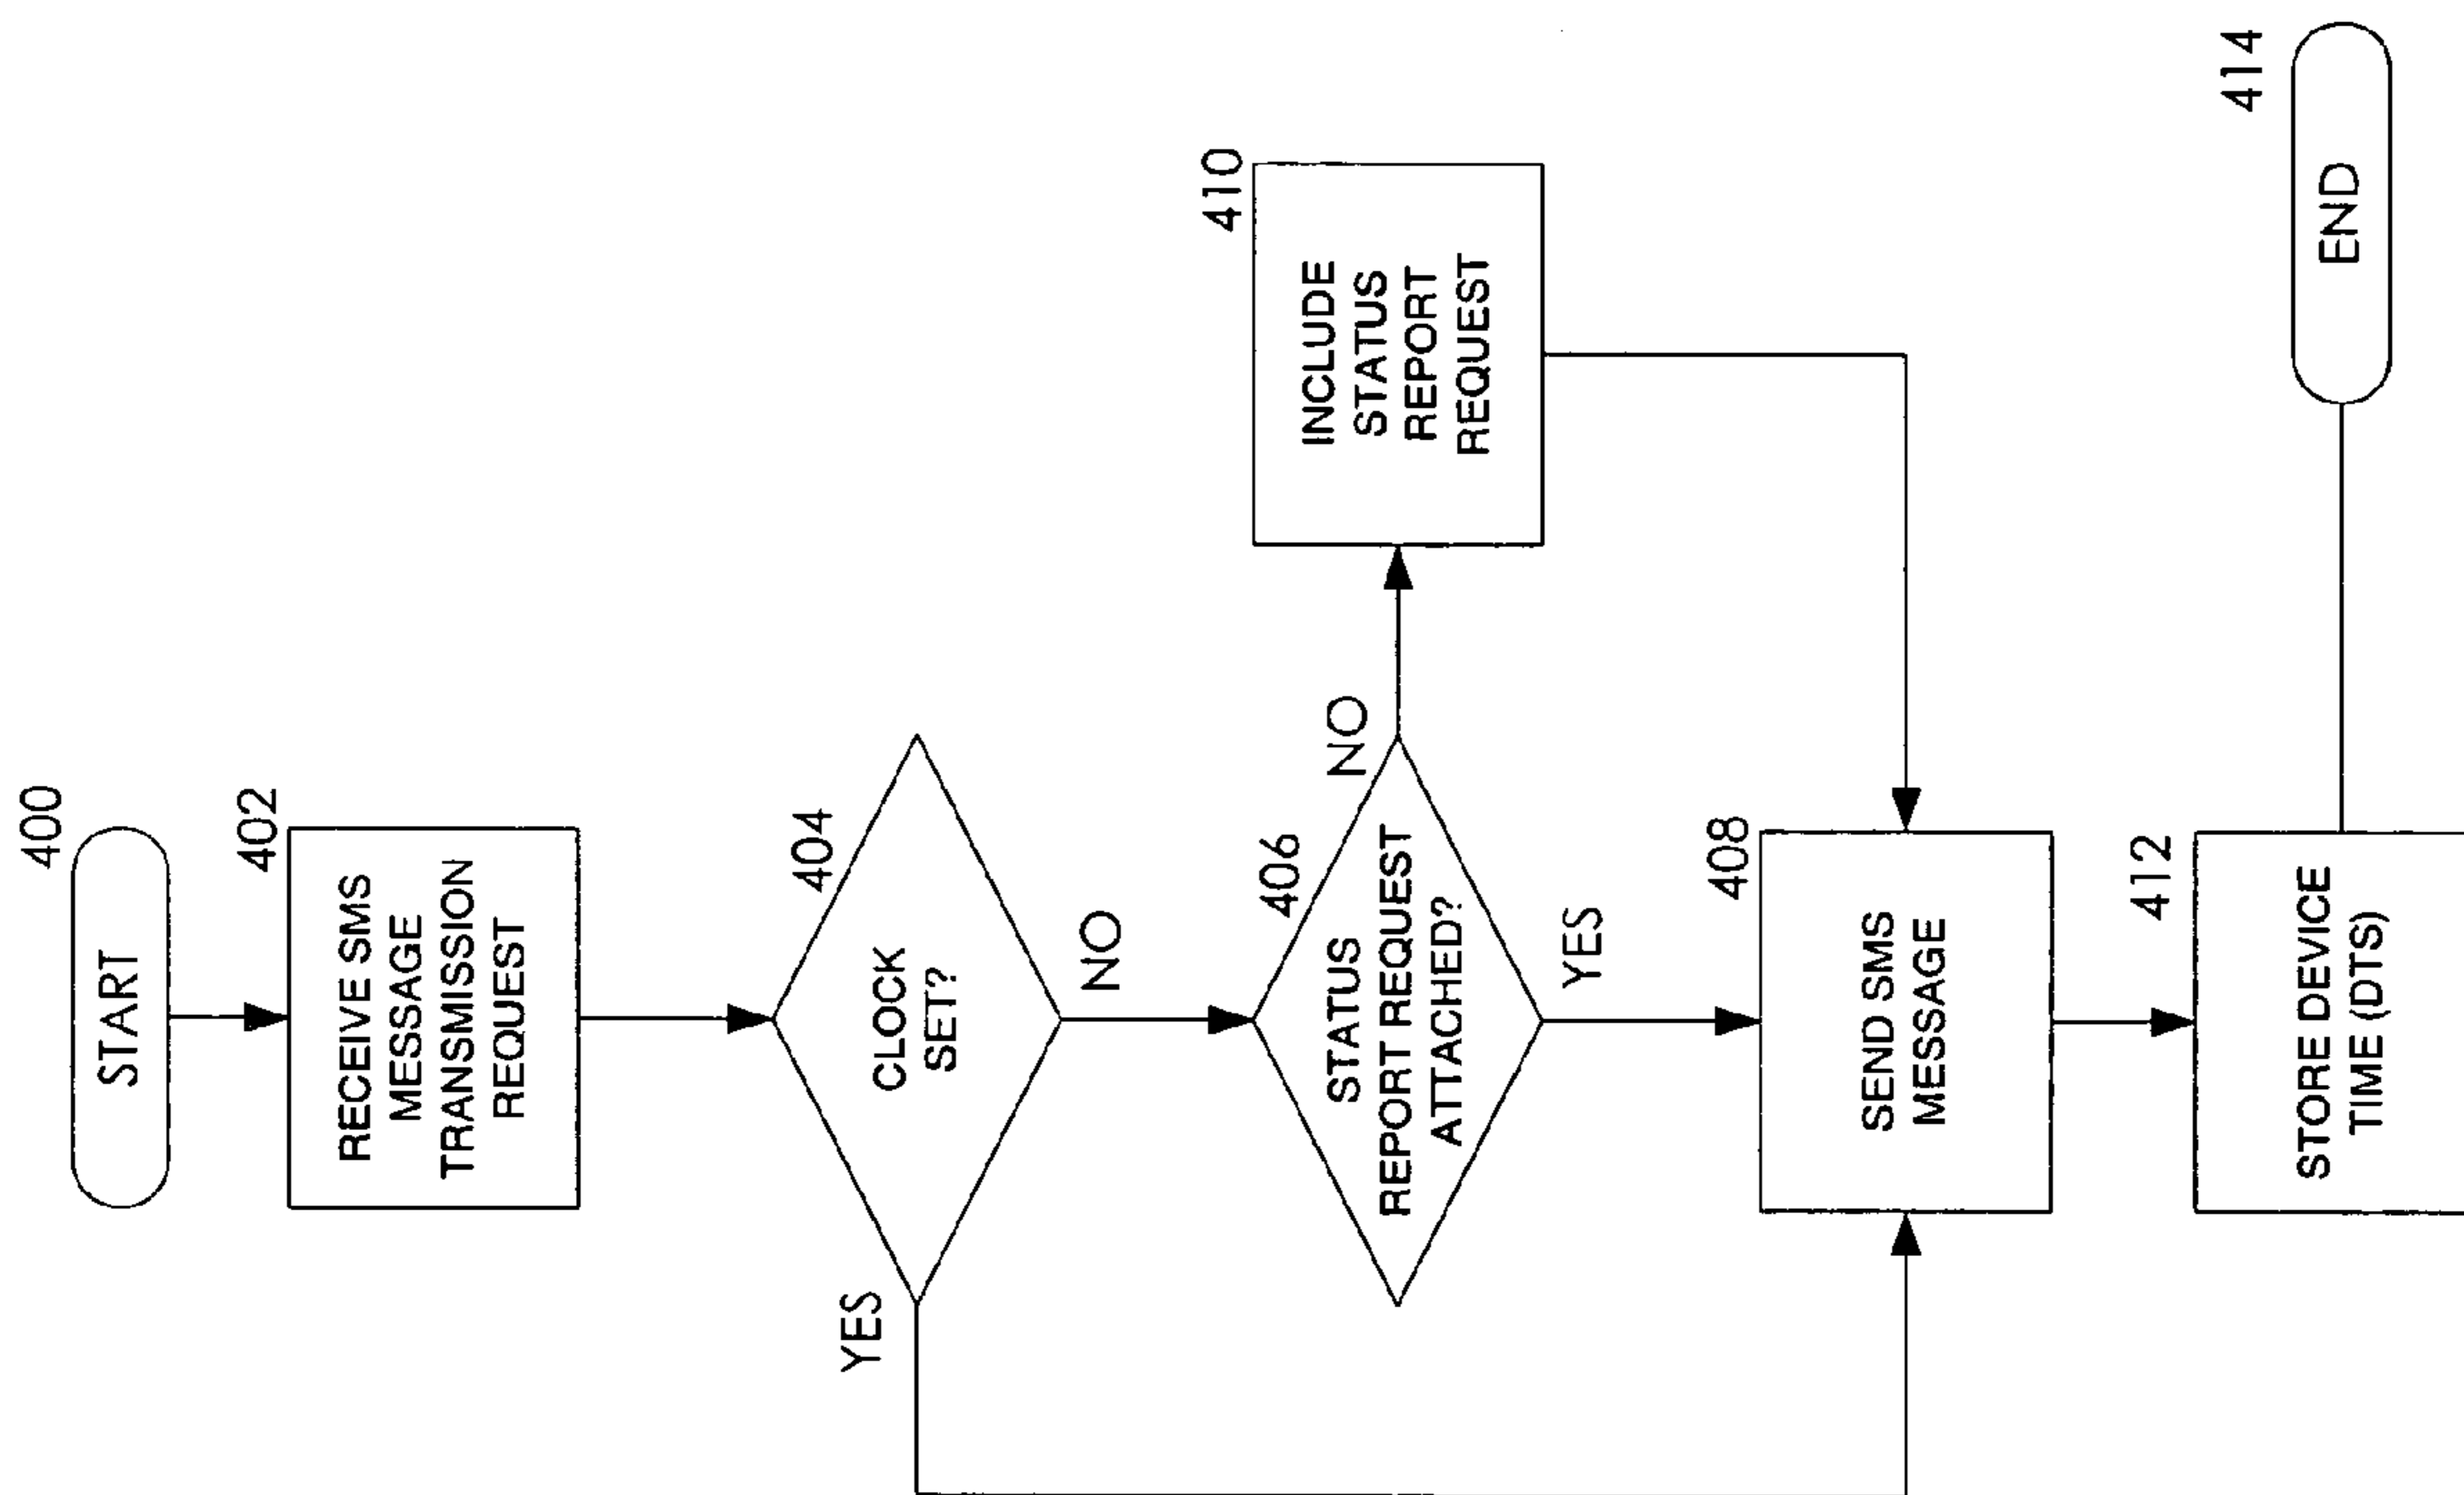 400
START
402
RECEIVE SMS
MESSAGE
TRANSMISSION
REQUEST
404
CLOCK
SET?
YES
NO
406
STATUS
REPORT REQUEST
ATTACHED?
NO
YES
410
INCLUDE
STATUS
REPORT
REQUEST
408
SEND SMS
MESSAGE
412
STORE DEVICE
TIME (DTS)
414
END